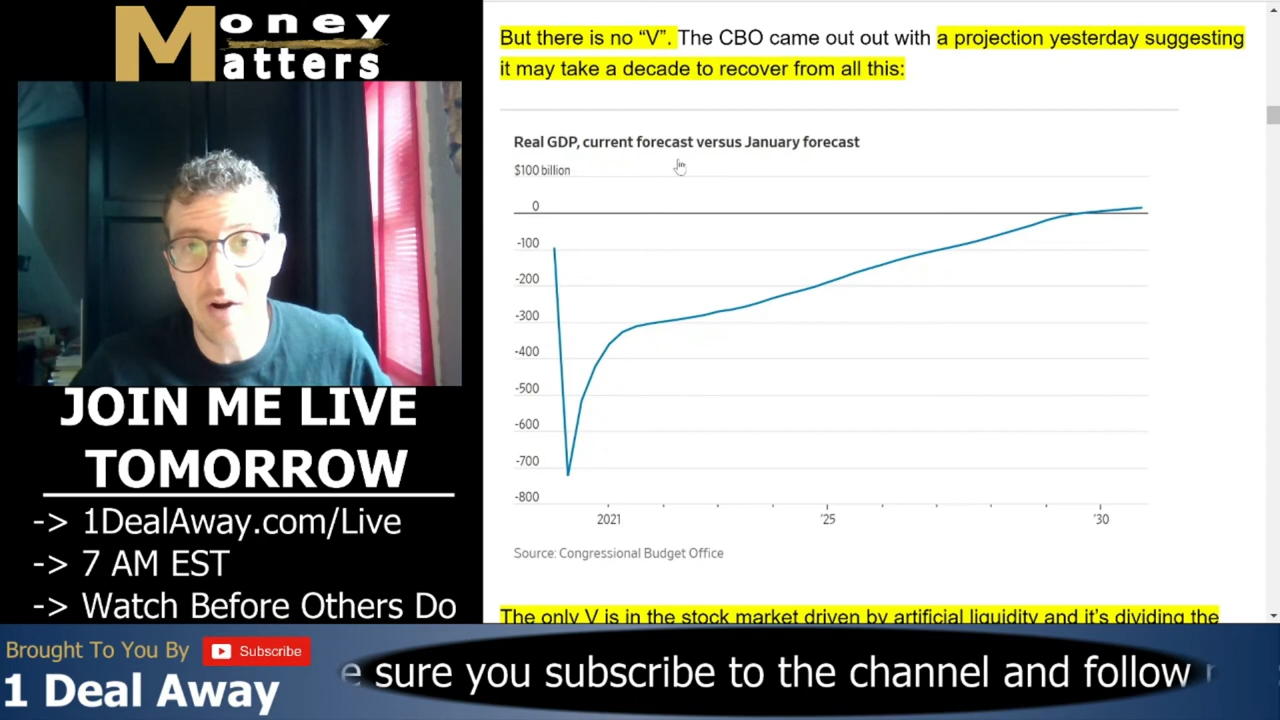 Money
Matters
JOIN ME LIVE
TOMORROW
-> 1DealAway.com/Live
-> 7 AM EST
-> Watch Before Others Do
But there is no “V”. The CBO came out out with a projection yesterday suggesting
it may take a decade to recover from all this:
Real GDP, current forecast versus January forecast
$100 billion
0
-100
-200
-300
-400
-500
-600
-700
-800
2021 '25 '30
Source: Congressional Budget Office
The only V is in the stock market driven by artificial liquidity and it’s dividing the
Brought To You By Subscribe
1 Deal Away
sure you subscribe to the channel and follow